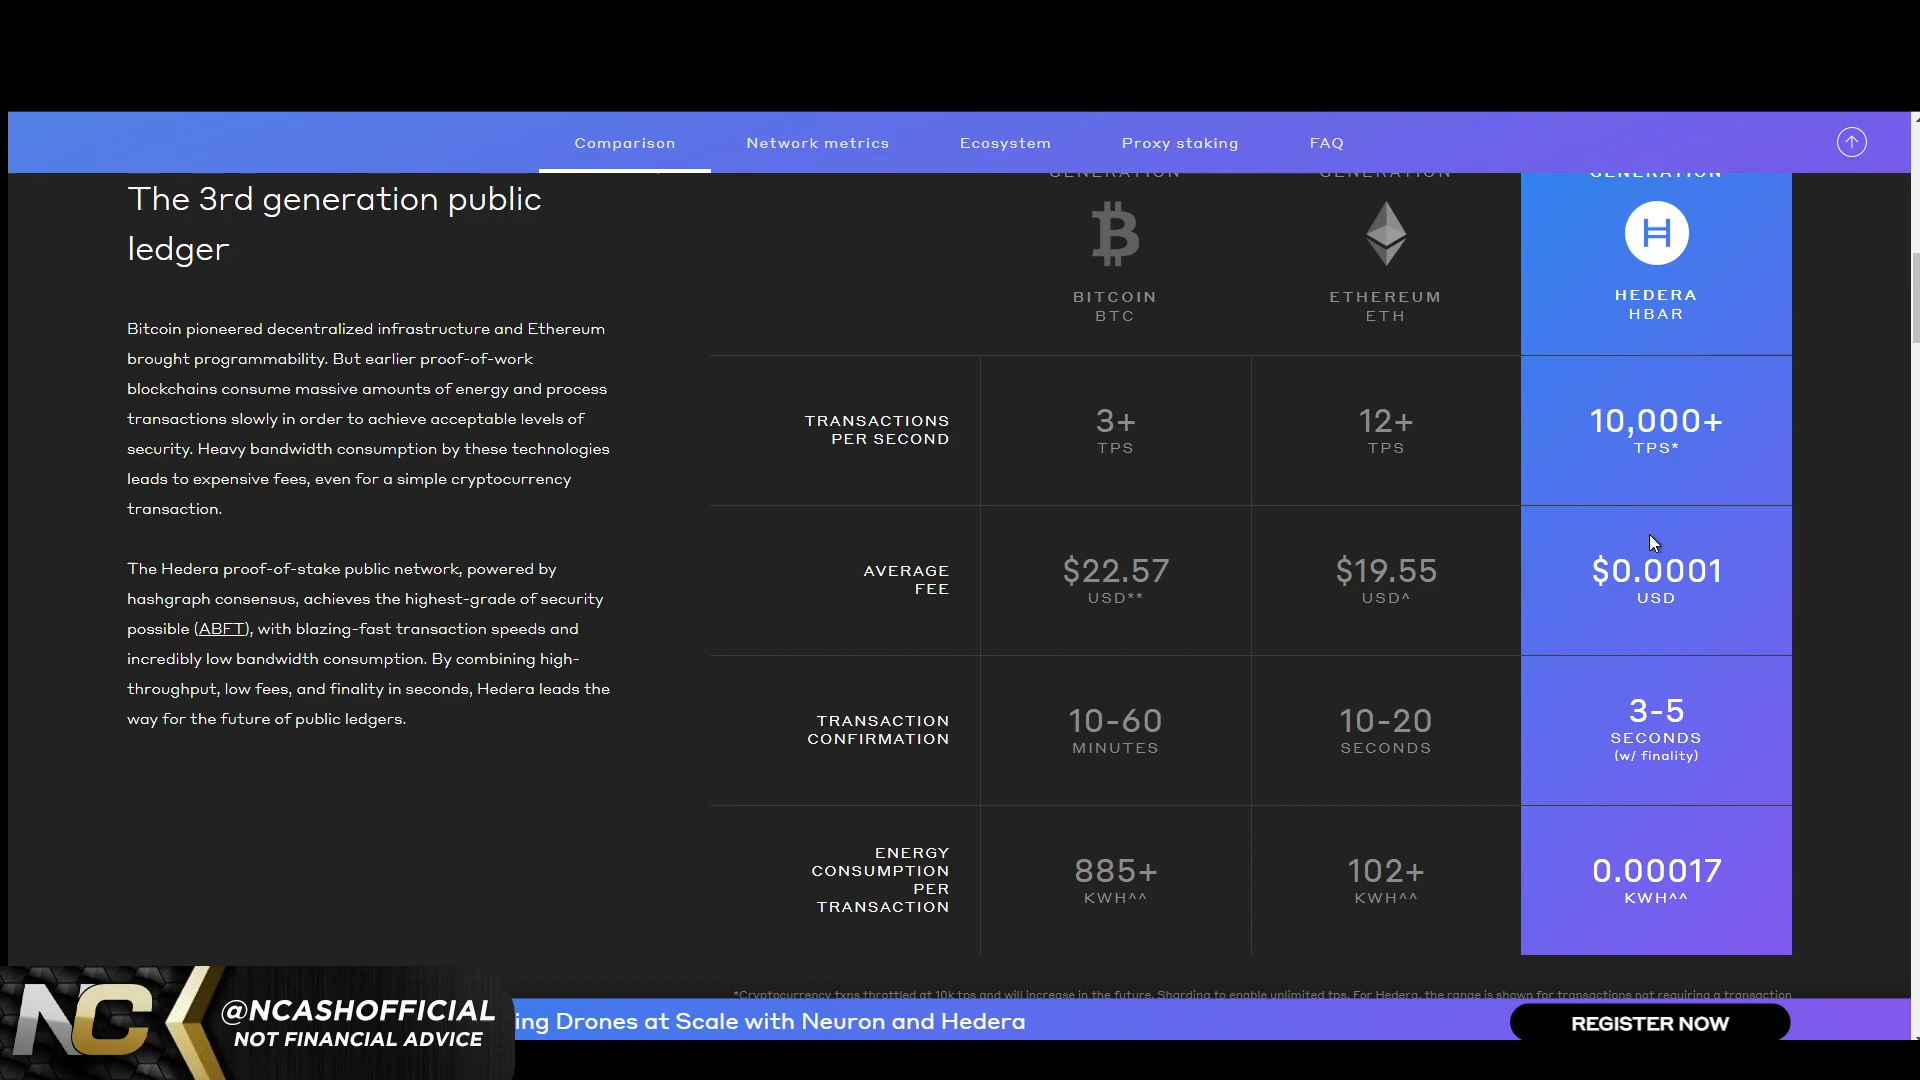 Comparison
Network metrics
Ecosystem
Proxy staking
FAQ
The 3rd generation public
ledger
Bitcoin pioneered decentralized infrastructure and Ethereum
brought programmability. But earlier proof-of-work
blockchains consume massive amounts of energy and process
transactions slowly in order to achieve acceptable levels of
security. Heavy bandwidth consumption by these technologies
leads to expensive fees, even for a simple cryptocurrency
transaction.
The Hedera proof-of-stake public network, powered by
hashgraph consensus, achieves the highest-grade of security
possible (ABFT), with blazing-fast transaction speeds and
incredibly low bandwidth consumption. By combining high-
throughput, low fees, and finality in seconds, Hedera leads the
way for the future of public ledgers.
GENERATION
GENERATION
GENERATION
BITCOIN
BTC
ETHEREUM
ETH
HEDERA
HBAR
TRANSACTIONS
PER SECOND
3+
TPS
12+
TPS
10,000+
TPS*
AVERAGE
FEE
$22.57
USD**
$19.55
USD^
$0.0001
USD
TRANSACTION
CONFIRMATION
10-60
MINUTES
10-20
SECONDS
3-5
SECONDS
(w/ finality)
ENERGY
CONSUMPTION
PER
TRANSACTION
885+
KWH^^
102+
KWH^^
0.00017
KWH^^
*Cryptocurrency txns throttled at 10k tps and will increase in the future. Sharding to enable unlimited tps. For Hedera, the range is shown for transactions not requiring a transaction
NC
@NCASHOFFICIAL
NOT FINANCIAL ADVICE
ing Drones at Scale with Neuron and Hedera
REGISTER NOW